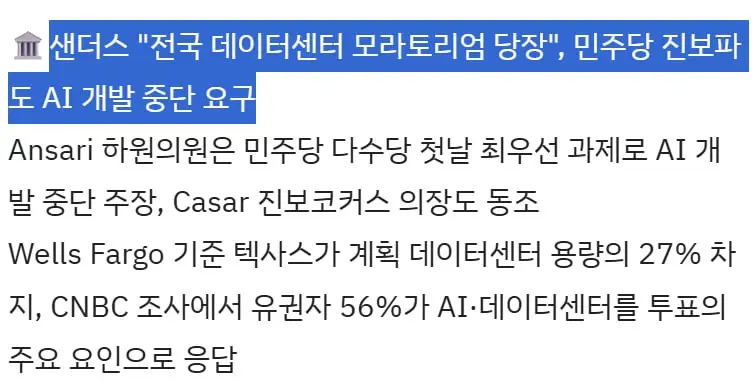 🏛️샌더스 "전국 데이터센터 모라토리엄 당장", 민주당 진보파
도 AI 개발 중단 요구
Ansari 하원의원은 민주당 다수당 첫날 최우선 과제로 AI 개
발 중단 주장, Casar 진보코커스 의장도 동조
Wells Fargo 기준 텍사스가 계획 데이터센터 용량의 27% 차
지, CNBC 조사에서 유권자 56%가 AI·데이터센터를 투표의
주요 요인으로 응답